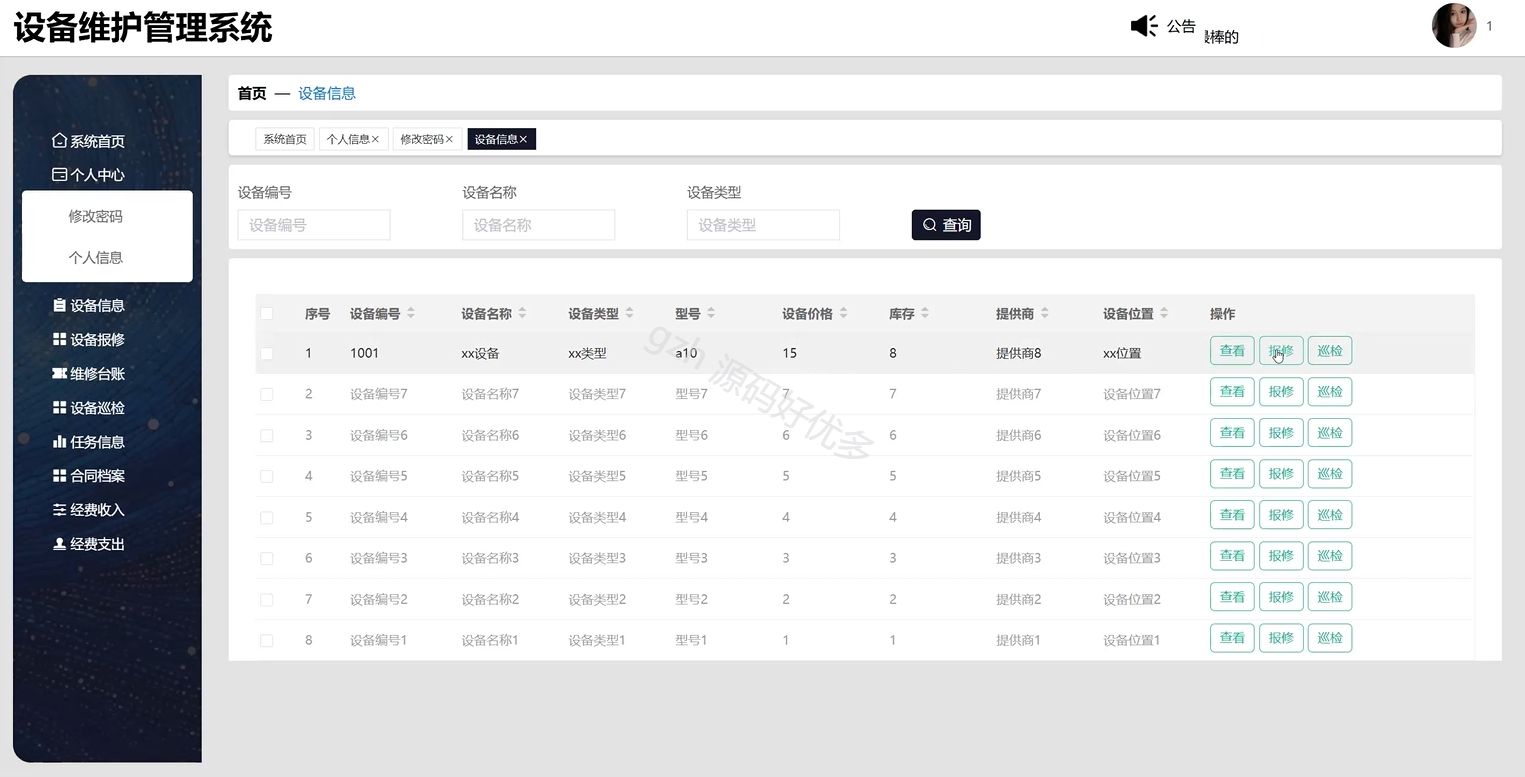 设备维护管理系统
公告
最棒的
1
系统首页
个人中心
修改密码
个人信息
设备信息
设备报修
维修台账
设备巡检
任务信息
合同档案
经费收入
经费支出
首页 — 设备信息
系统首页 个人信息× 修改密码× 设备信息×
设备编号 设备名称 设备类型
设备编号 设备名称 设备类型 查询
序号 设备编号 设备名称 设备类型 型号 设备价格 库存 提供商 设备位置 操作
1 1001 xx设备 xx类型 a10 15 8 提供商8 xx位置 查看 报修 巡检
2 设备编号7 设备名称7 设备类型7 型号7 7 7 提供商7 设备位置7 查看 报修 巡检
3 设备编号6 设备名称6 设备类型6 型号6 6 6 提供商6 设备位置6 查看 报修 巡检
4 设备编号5 设备名称5 设备类型5 型号5 5 5 提供商5 设备位置5 查看 报修 巡检
5 设备编号4 设备名称4 设备类型4 型号4 4 4 提供商4 设备位置4 查看 报修 巡检
6 设备编号3 设备名称3 设备类型3 型号3 3 3 提供商3 设备位置3 查看 报修 巡检
7 设备编号2 设备名称2 设备类型2 型号2 2 2 提供商2 设备位置2 查看 报修 巡检
8 设备编号1 设备名称1 设备类型1 型号1 1 1 提供商1 设备位置1 查看 报修 巡检
gzh 源码好优多